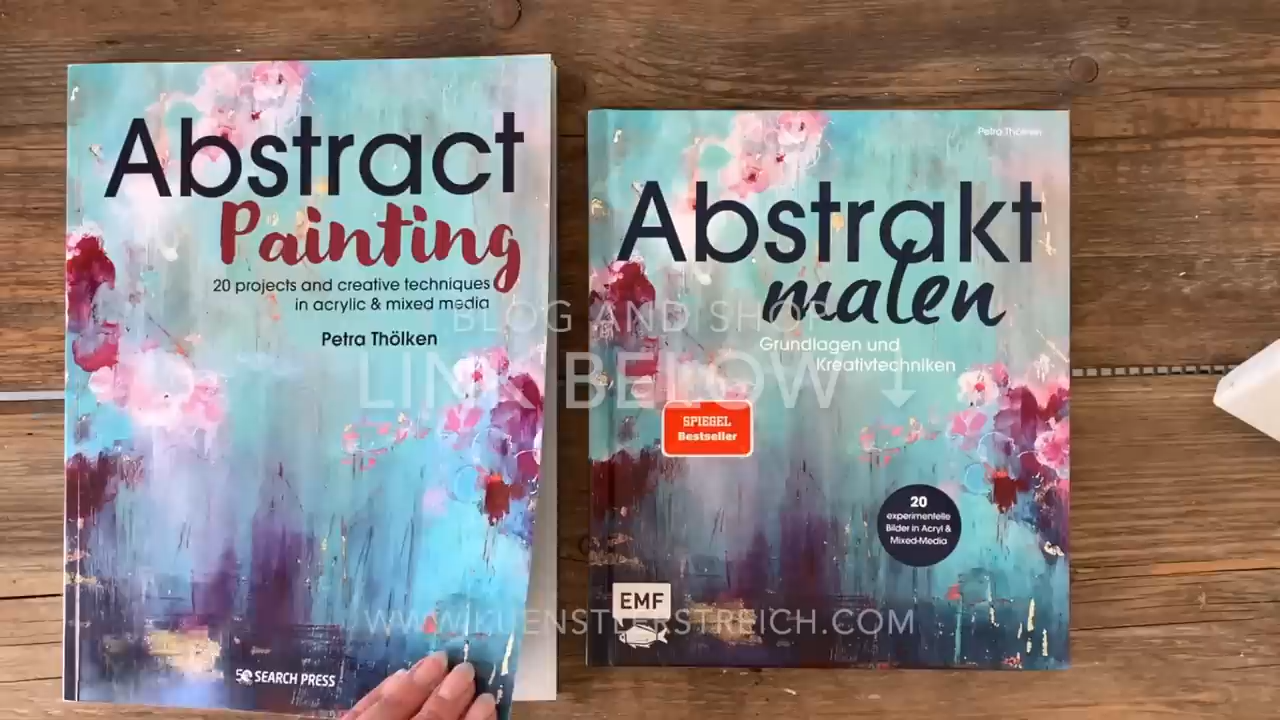 Abstract
Painting
20 projects and creative techniques
in acrylic & mixed media
Petra Thölken
50 SEARCH PRESS
Petra Thölken
Abstrakt
malen
Grundlagen und
Kreativtechniken
SPIEGEL
Bestseller
20
experimentelle
Bilder in Acryl &
Mixed-Media
EMF
BLOG AND SHOP
LINK BELOW ↓
WWW.KUENSTLERSTREICH.COM